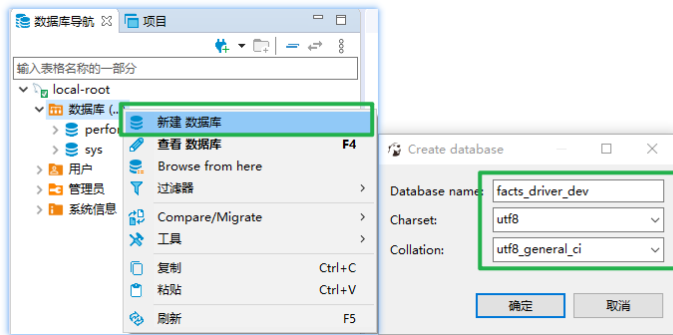 数据库导航 项目
输入表格名称的一部分
local-root
数据库 (...
perfor
sys
用户
管理员
系统信息
新建 数据库
查看 数据库 F4
Browse from here
过滤器
Compare/Migrate
工具
复制 Ctrl+C
粘贴 Ctrl+V
刷新 F5
Create database
Database name: facts_driver_dev
Charset: utf8
Collation: utf8_general_ci
确定 取消